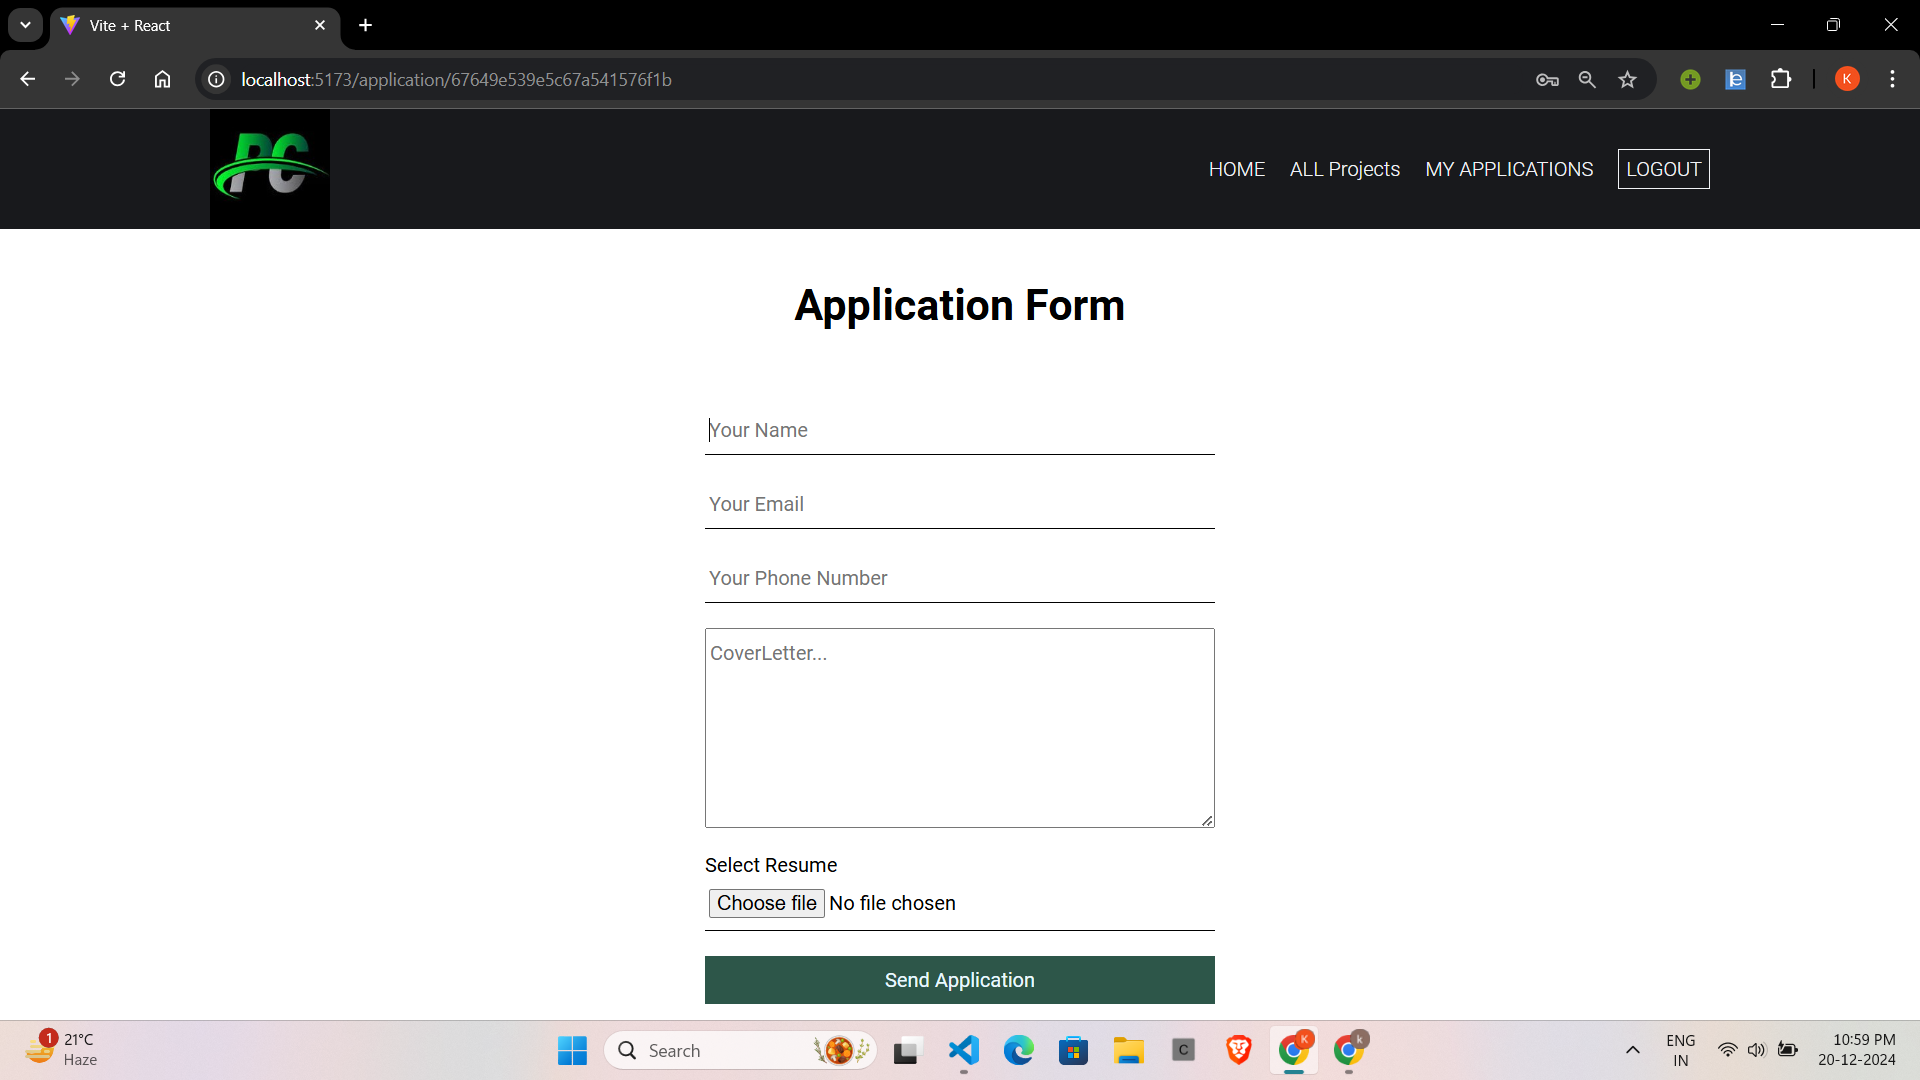 Vite + React
localhost:5173/application/67649e539e5c67a541576f1b
K
PC
HOME ALL Projects MY APPLICATIONS LOGOUT
Application Form
Your Name
Your Email
Your Phone Number
CoverLetter...
Select Resume
Choose file No file chosen
Send Application
1
21°C
Haze
Search
C
K
k
ENG
IN
10:59 PM
20-12-2024